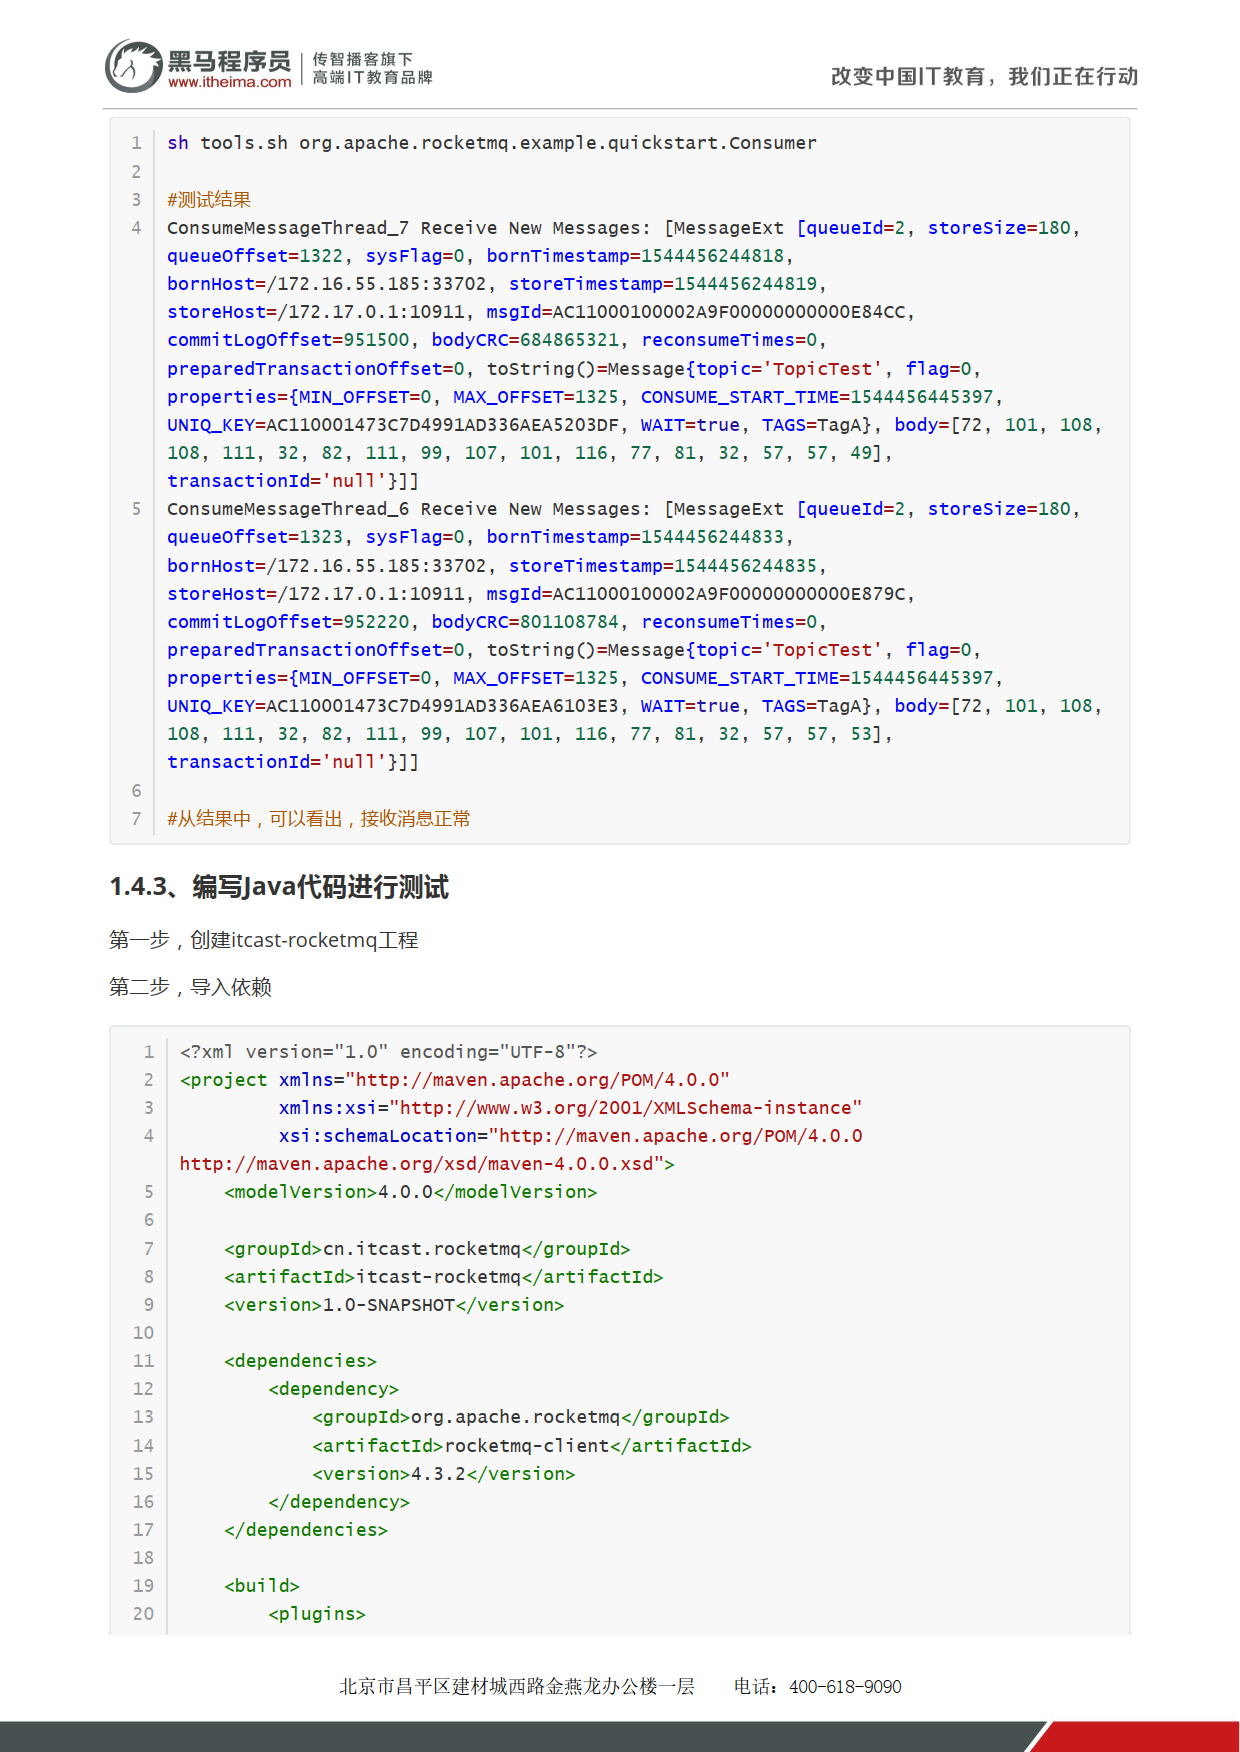 黑马程序员
www.itheima.com
传智播客旗下
高端IT教育品牌
改变中国IT教育，我们正在行动
1 sh tools.sh org.apache.rocketmq.example.quickstart.Consumer
2
3 #测试结果
4 ConsumeMessageThread_7 Receive New Messages: [MessageExt [queueId=2, storeSize=180,
queueOffset=1322, sysFlag=0, bornTimestamp=1544456244818,
bornHost=/172.16.55.185:33702, storeTimestamp=1544456244819,
storeHost=/172.17.0.1:10911, msgId=AC11000100002A9F00000000000E84CC,
commitLogOffset=951500, bodyCRC=684865321, reconsumeTimes=0,
preparedTransactionOffset=0, toString()=Message{topic='TopicTest', flag=0,
properties={MIN_OFFSET=0, MAX_OFFSET=1325, CONSUME_START_TIME=1544456445397,
UNIQ_KEY=AC110001473C7D4991AD336AEA5203DF, WAIT=true, TAGS=TagA}, body=[72, 101, 108,
108, 111, 32, 82, 111, 99, 107, 101, 116, 77, 81, 32, 57, 57, 49],
transactionId='null'}]]
5 ConsumeMessageThread_6 Receive New Messages: [MessageExt [queueId=2, storeSize=180,
queueOffset=1323, sysFlag=0, bornTimestamp=1544456244833,
bornHost=/172.16.55.185:33702, storeTimestamp=1544456244835,
storeHost=/172.17.0.1:10911, msgId=AC11000100002A9F00000000000E879C,
commitLogOffset=952220, bodyCRC=801108784, reconsumeTimes=0,
preparedTransactionOffset=0, toString()=Message{topic='TopicTest', flag=0,
properties={MIN_OFFSET=0, MAX_OFFSET=1325, CONSUME_START_TIME=1544456445397,
UNIQ_KEY=AC110001473C7D4991AD336AEA6103E3, WAIT=true, TAGS=TagA}, body=[72, 101, 108,
108, 111, 32, 82, 111, 99, 107, 101, 116, 77, 81, 32, 57, 57, 53],
transactionId='null'}]]
6
7 #从结果中，可以看出，接收消息正常
1.4.3、编写Java代码进行测试
第一步，创建itcast-rocketmq工程
第二步，导入依赖
1 <?xml version="1.0" encoding="UTF-8"?>
2 <project xmlns="http://maven.apache.org/POM/4.0.0"
3          xmlns:xsi="http://www.w3.org/2001/XMLSchema-instance"
4          xsi:schemaLocation="http://maven.apache.org/POM/4.0.0
http://maven.apache.org/xsd/maven-4.0.0.xsd">
5     <modelVersion>4.0.0</modelVersion>
6
7     <groupId>cn.itcast.rocketmq</groupId>
8     <artifactId>itcast-rocketmq</artifactId>
9     <version>1.0-SNAPSHOT</version>
10
11     <dependencies>
12         <dependency>
13             <groupId>org.apache.rocketmq</groupId>
14             <artifactId>rocketmq-client</artifactId>
15             <version>4.3.2</version>
16         </dependency>
17     </dependencies>
18
19     <build>
20         <plugins>
北京市昌平区建材城西路金燕龙办公楼一层 电话：400-618-9090